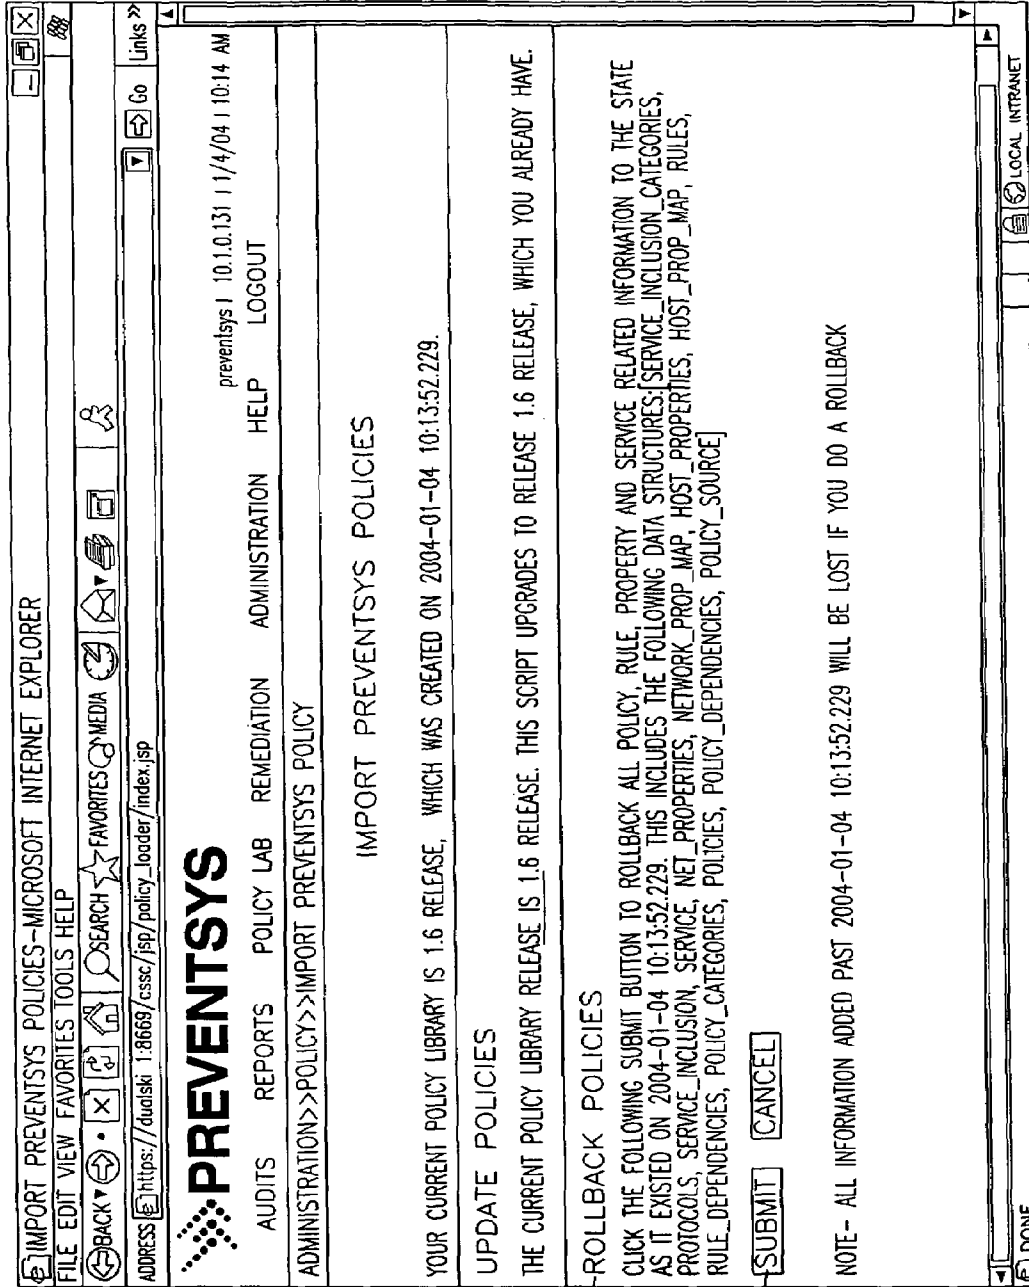 IMPORT PREVENTSYS POLICIES-MICROSOFT INTERNET EXPLORER
FILE EDIT VIEW FAVORITES TOOLS HELP
BACK SEARCH FAVORITES MEDIA
ADDRESS https://dualski 1:8669/cssc/jsp/policy_loader/index.jsp Go Links »
PREVENTSYS
preventsys | 10.1.0.131 | 1/4/04 | 10:14 AM
AUDITS REPORTS POLICY LAB REMEDIATION ADMINISTRATION HELP LOGOUT
ADMINISTRATION>>POLICY>>IMPORT PREVENTSYS POLICY
IMPORT PREVENTSYS POLICIES
YOUR CURRENT POLICY LIBRARY IS 1.6 RELEASE, WHICH WAS CREATED ON 2004-01-04 10:13:52.229.
UPDATE POLICIES
THE CURRENT POLICY LIBRARY RELEASE IS 1.6 RELEASE. THIS SCRIPT UPGRADES TO RELEASE 1.6 RELEASE, WHICH YOU ALREADY HAVE.
ROLLBACK POLICIES
CLICK THE FOLLOWING SUBMIT BUTTON TO ROLLBACK ALL POLICY, RULE, PROPERTY AND SERVICE RELATED INFORMATION TO THE STATE
AS IT EXISTED ON 2004-01-04 10:13:52.229. THIS INCLUDES THE FOLLOWING DATA STRUCTURES:[SERVICE_INCLUSION_CATEGORIES,
PROTOCOLS, SERVICE_INCLUSION, SERVICE, NET_PROPERTIES, NETWORK_PROP_MAP, HOST_PROPERTIES, HOST_PROP_MAP, RULES,
RULE_DEPENDENCIES, POLICY_CATEGORIES, POLICIES, POLICY_DEPENDENCIES, POLICY_SOURCE]
SUBMIT CANCEL
NOTE- ALL INFORMATION ADDED PAST 2004-01-04 10:13:52.229 WILL BE LOST IF YOU DO A ROLLBACK
DONE LOCAL INTRANET